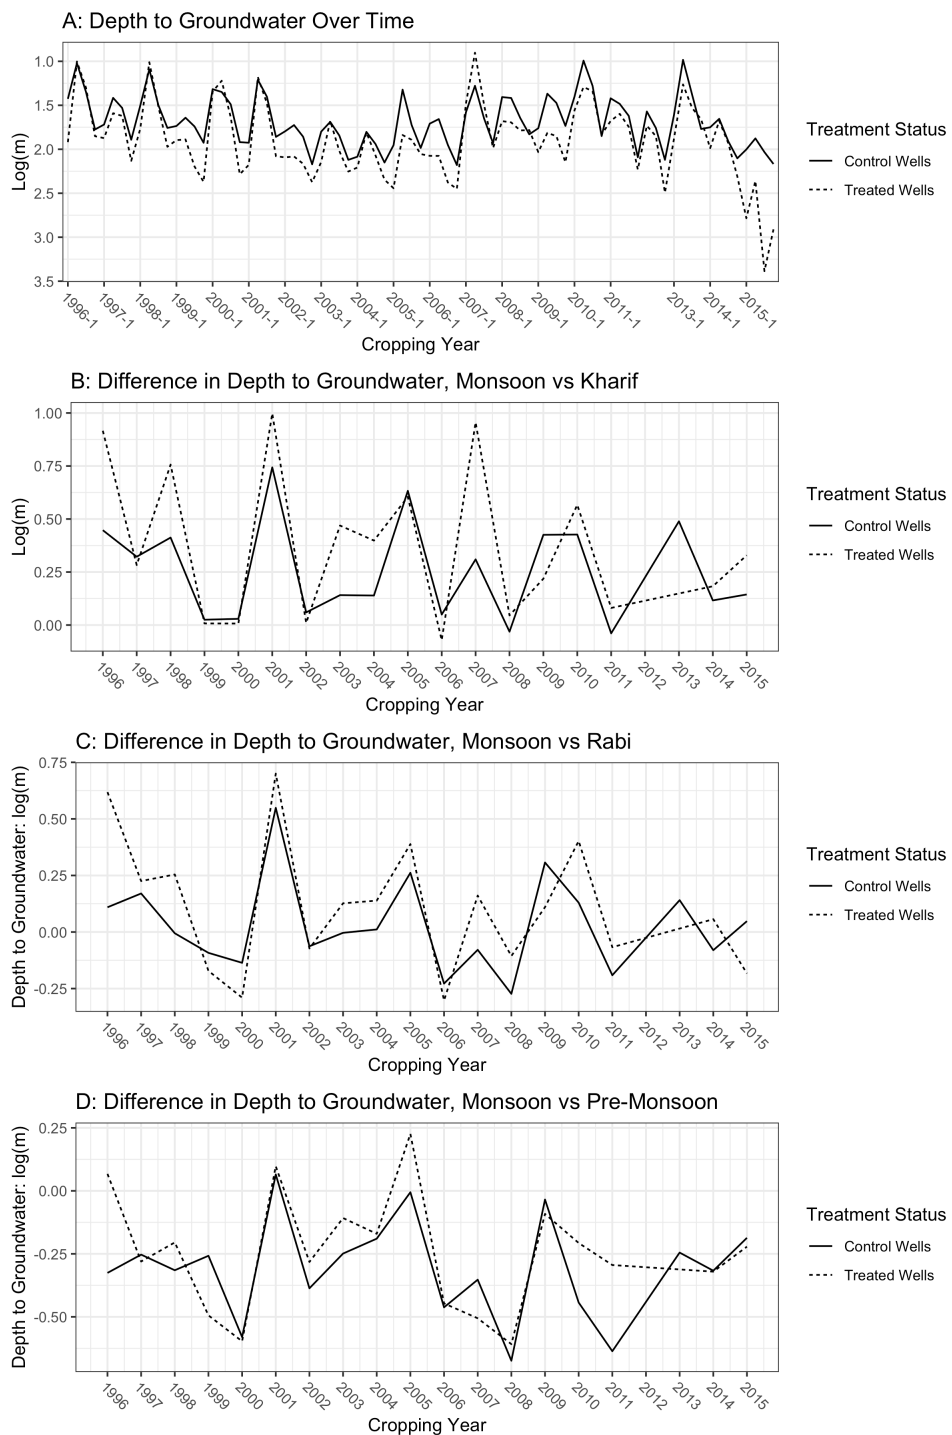 A: Depth to Groundwater Over Time
1.0
1.5
2.0
2.5
3.0
3.5
Log(m)
1996-1 1997-1 1998-1 1999-1 2000-1 2001-1 2002-1 2003-1 2004-1 2005-1 2006-1 2007-1 2008-1 2009-1 2010-1 2011-1 2013-1 2014-1 2015-1
Cropping Year
Treatment Status
Control Wells
Treated Wells
B: Difference in Depth to Groundwater, Monsoon vs Kharif
1.00
0.75
0.50
0.25
0.00
Log(m)
1996 1997 1998 1999 2000 2001 2002 2003 2004 2005 2006 2007 2008 2009 2010 2011 2012 2013 2014 2015
Cropping Year
Treatment Status
Control Wells
Treated Wells
C: Difference in Depth to Groundwater, Monsoon vs Rabi
0.75
0.50
0.25
0.00
-0.25
Depth to Groundwater: log(m)
1996 1997 1998 1999 2000 2001 2002 2003 2004 2005 2006 2007 2008 2009 2010 2011 2012 2013 2014 2015
Cropping Year
Treatment Status
Control Wells
Treated Wells
D: Difference in Depth to Groundwater, Monsoon vs Pre-Monsoon
0.25
0.00
-0.25
-0.50
Depth to Groundwater: log(m)
1996 1997 1998 1999 2000 2001 2002 2003 2004 2005 2006 2007 2008 2009 2010 2011 2012 2013 2014 2015
Cropping Year
Treatment Status
Control Wells
Treated Wells